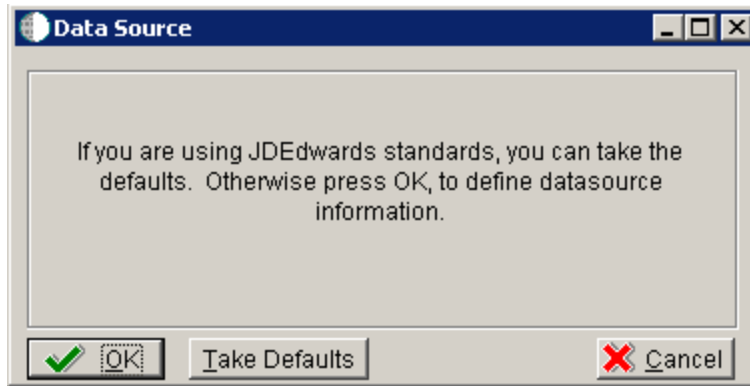 Data Source
If you are using JDEdwards standards, you can take the
defaults. Otherwise press OK, to define datasource
information.
OK
Take Defaults
Cancel